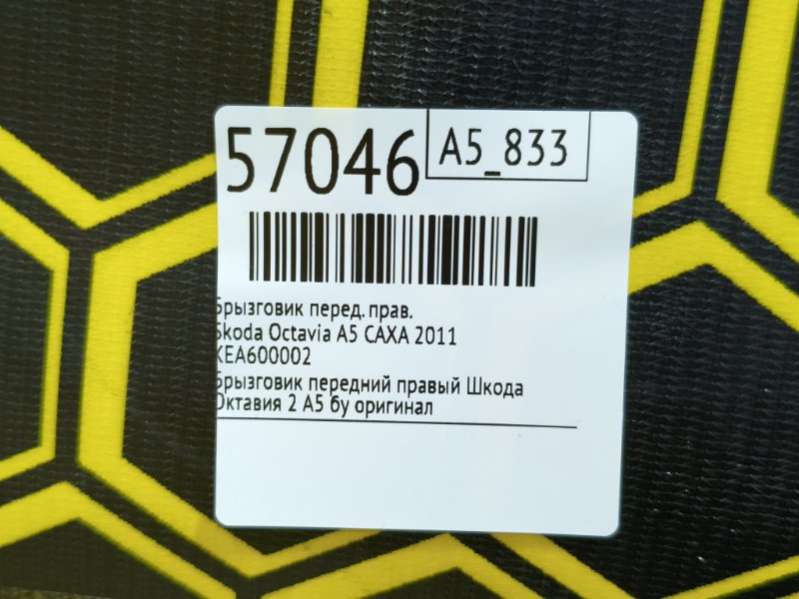 57046
A5_833
Брызговик перед. прав.
Skoda Octavia A5 CAXA 2011
KEA600002
Брызговик передний правый Шкода
Октавия 2 А5 бу оригинал